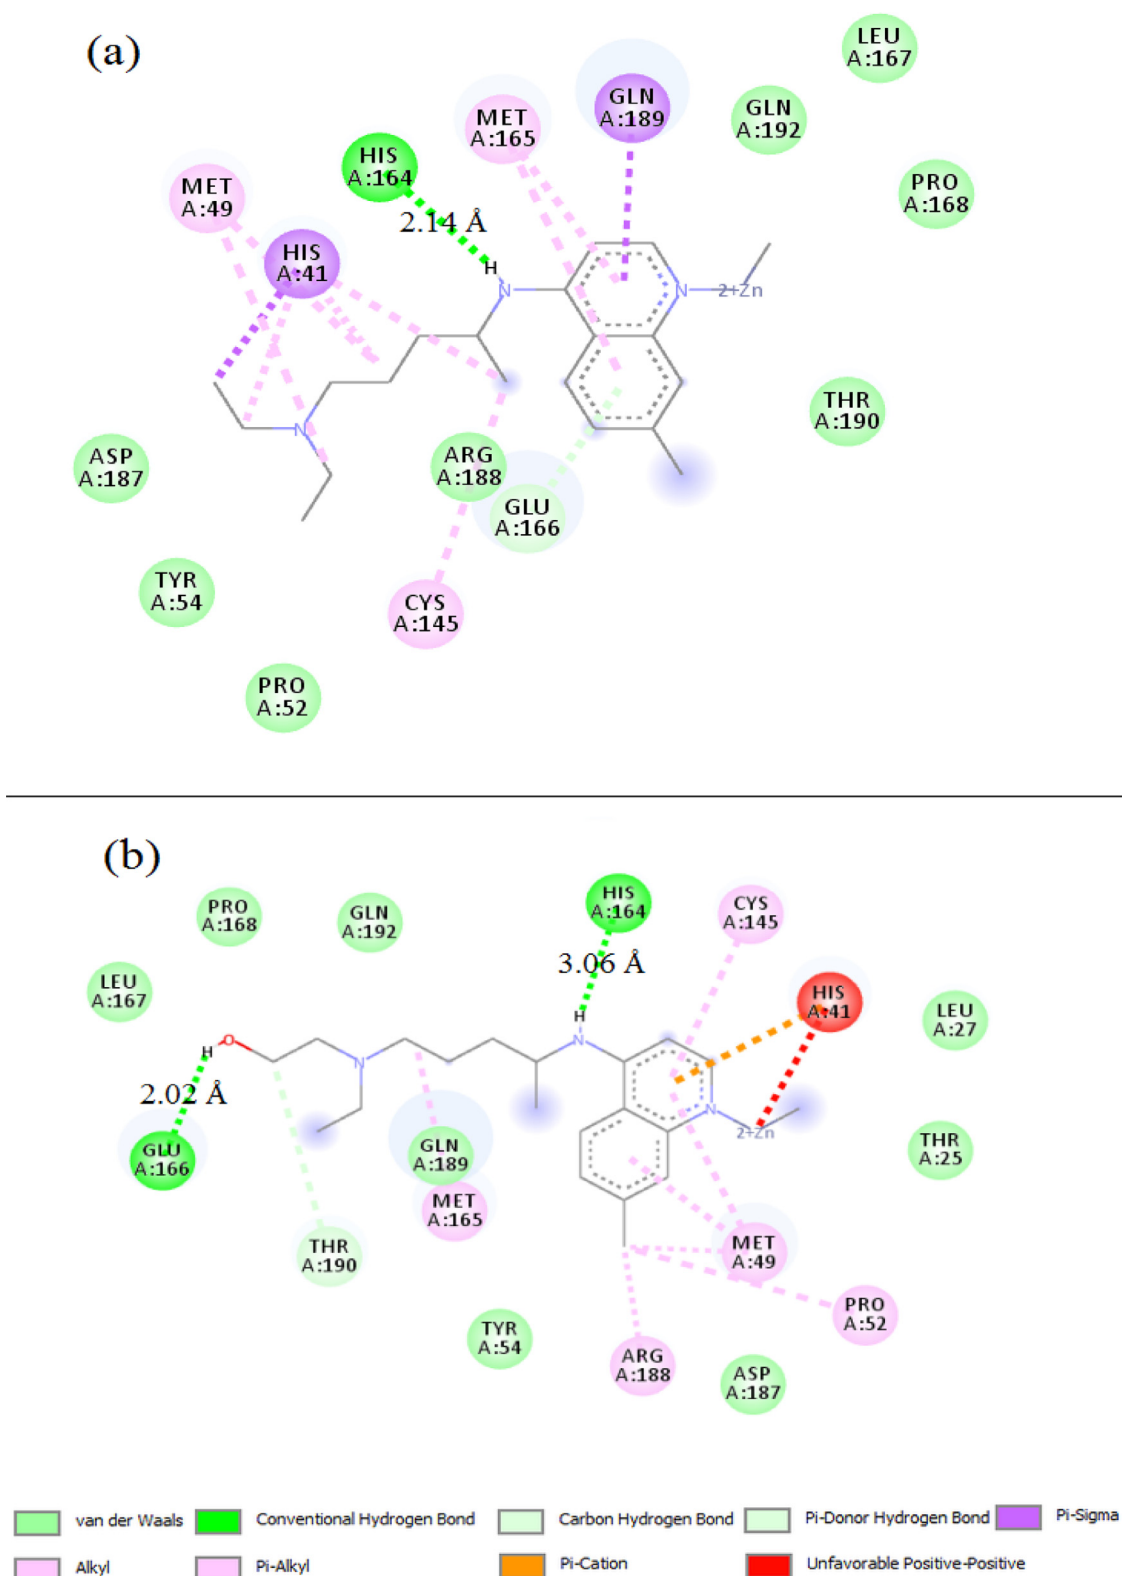 (a)
LEU
A:167
GLN
A:189
GLN
A:192
MET
A:165
HIS
A:164
PRO
A:168
MET
A:49
2.14 Å
HIS
A:41
H
N
N
2+Zn
THR
A:190
N
ASP
A:187
ARG
A:188
GLU
A:166
TYR
A:54
CYS
A:145
PRO
A:52
(b)
HIS
A:164
CYS
A:145
PRO
A:168
GLN
A:192
3.06 Å
LEU
A:167
HIS
A:41
LEU
A:27
H
H
O
N
N
2.02 Å
N
2+Zn
GLU
A:166
GLN
A:189
THR
A:25
MET
A:165
THR
A:190
MET
A:49
PRO
A:52
TYR
A:54
ARG
A:188
ASP
A:187
van der Waals Conventional Hydrogen Bond Carbon Hydrogen Bond Pi-Donor Hydrogen Bond Pi-Sigma
Alkyl Pi-Alkyl Pi-Cation Unfavorable Positive-Positive